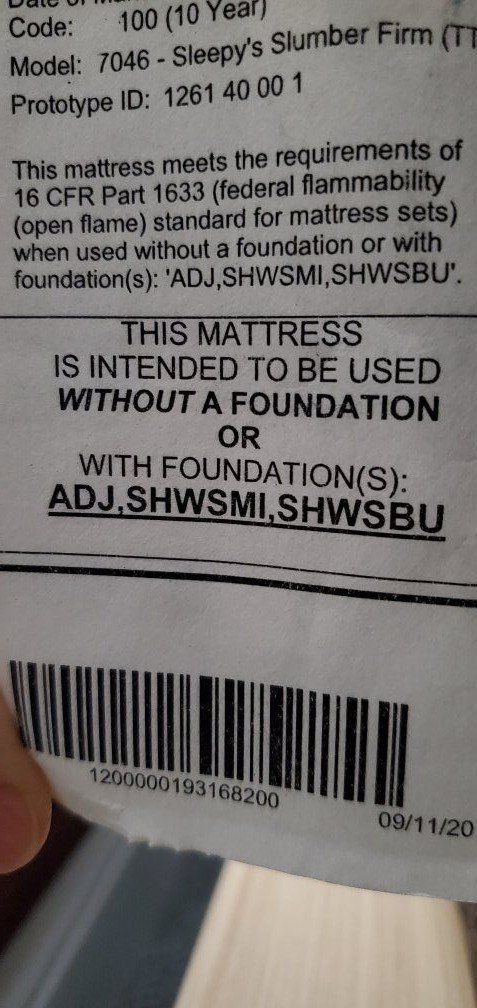 Code: 100 (10 Year)
Model: 7046 - Sleepy's Slumber Firm (TT
Prototype ID: 1261 40 00 1
This mattress meets the requirements of
16 CFR Part 1633 (federal flammability
(open flame) standard for mattress sets)
when used without a foundation or with
foundation(s): 'ADJ,SHWSMI,SHWSBU'.
THIS MATTRESS
IS INTENDED TO BE USED
WITHOUT A FOUNDATION
OR
WITH FOUNDATION(S):
ADJ,SHWSMI,SHWSBU
1200000193168200
09/11/20